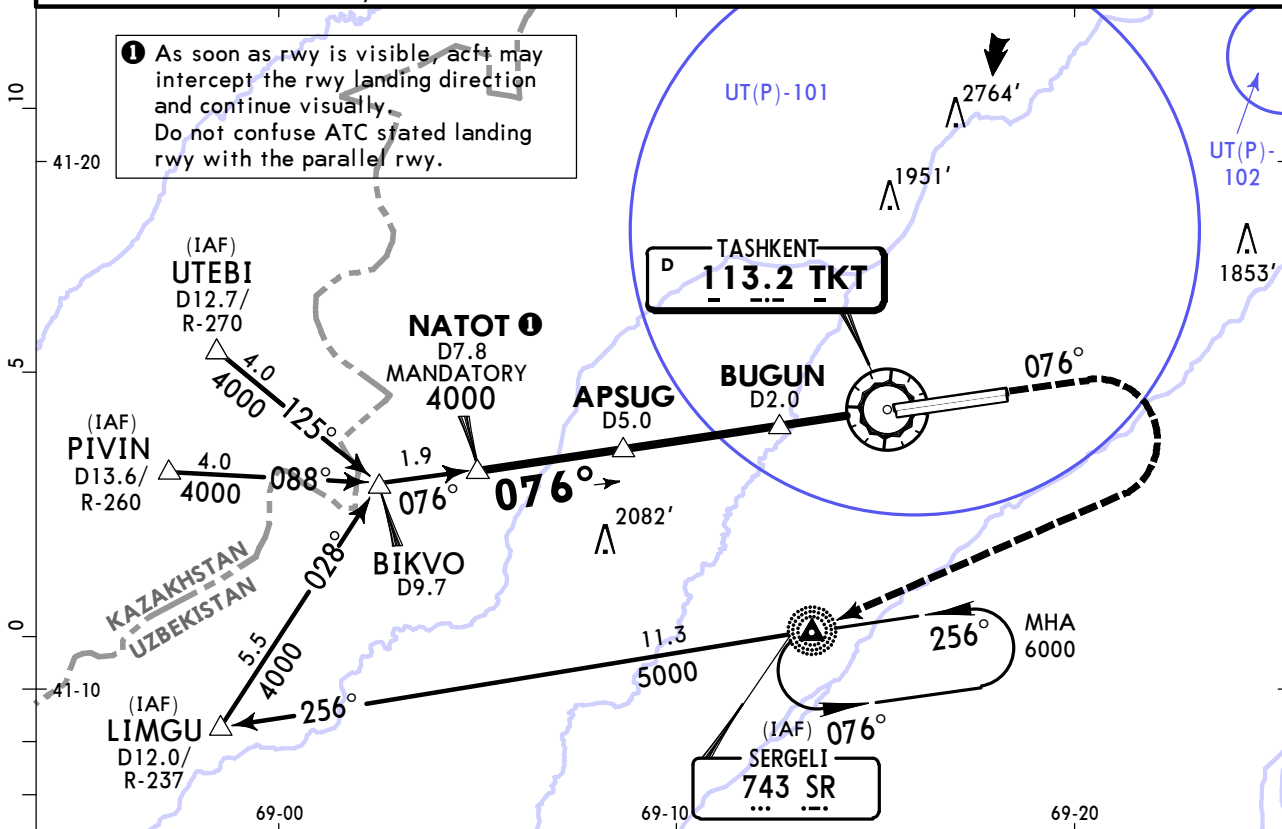 ❶ As soon as rwy is visible, acft may
intercept the rwy landing direction
and continue visually.
Do not confuse ATC stated landing
rwy with the parallel rwy.
10
41-20
UT(P)-101
2764'
UT(P)-
102
1951'
1853'
(IAF)
UTEBI
D12.7/
R-270
TASHKENT
D
113.2 TKT
NATOT ❶
D7.8
MANDATORY
4000
5
4.0
4000
125°
APSUG
D5.0
BUGUN
D2.0
076°
(IAF)
PIVIN
D13.6/
R-260
4.0
4000
088°
1.9
076°
076°
2082'
BIKVO
D9.7
028°
KAZAKHSTAN
UZBEKISTAN
0
5.5
4000
11.3
5000
256°
MHA
6000
41-10
(IAF)
LIMGU
D12.0/
R-237
256°
076°
(IAF)
SERGELI
743 SR
69-00
69-10
69-20